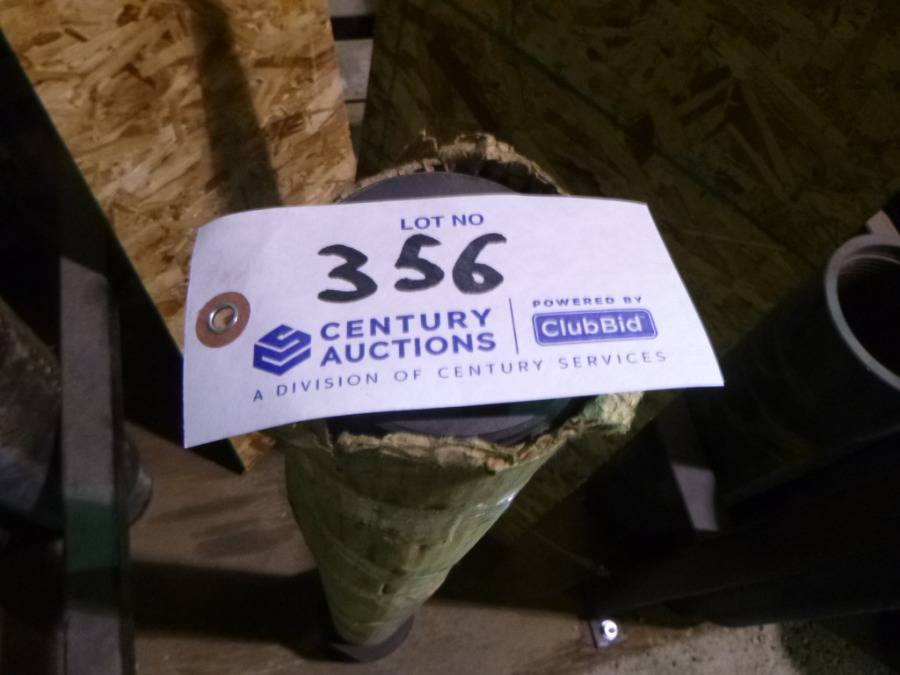 LOT NO
356
CENTURY AUCTIONS
POWERED BY
ClubBid
A DIVISION OF CENTURY SERVICES